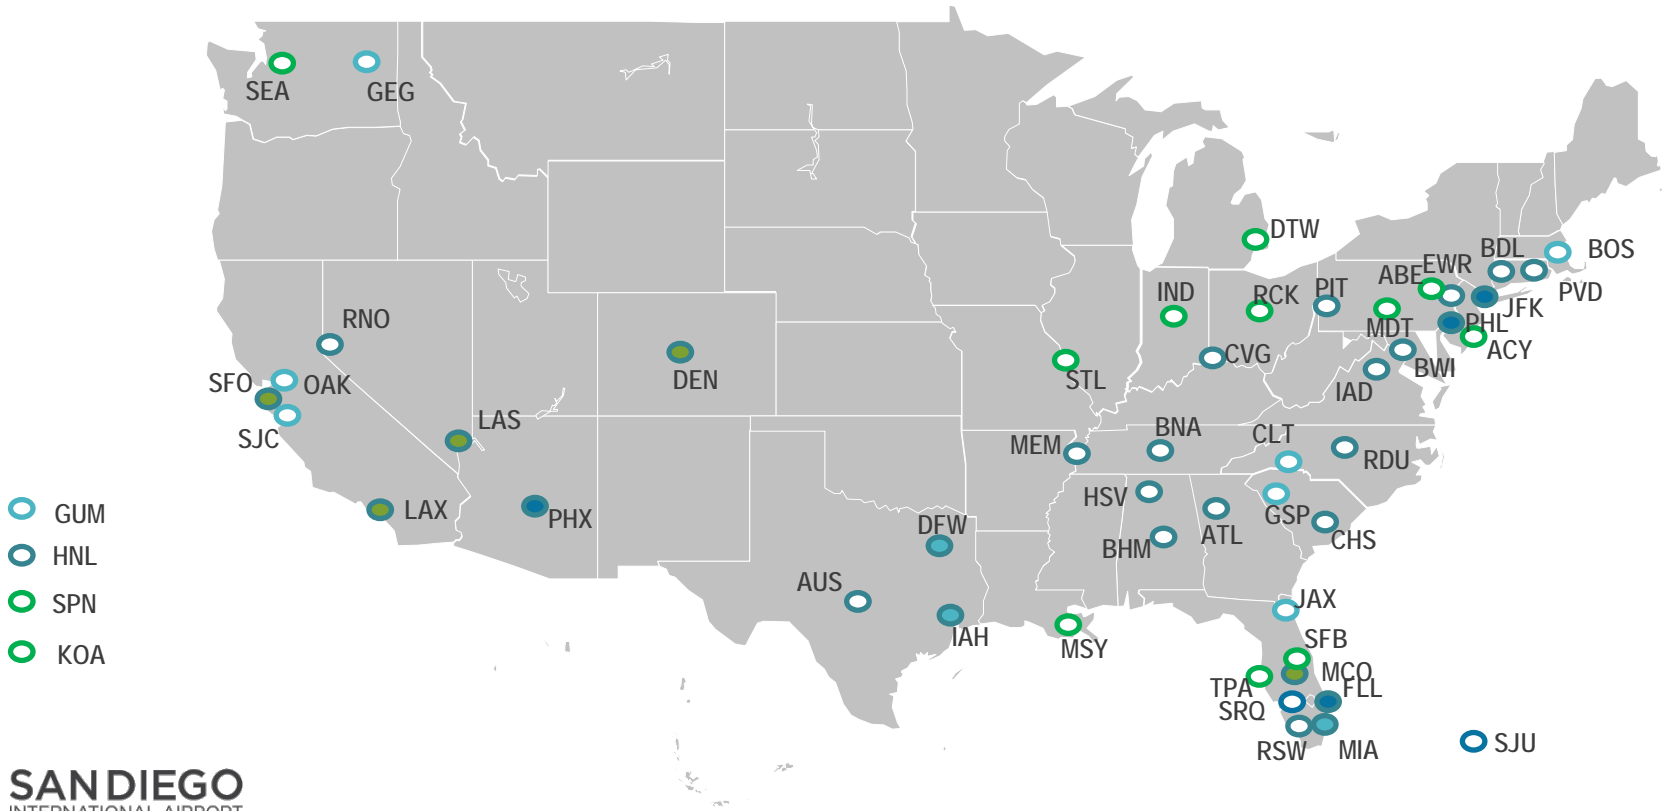 SEA
GEG
DTW
BDL
BOS
EWR
ABE
IND
RCK
PIT
PVD
JFK
RNO
MDT
PHL
ACY
CVG
BWI
DEN
STL
IAD
SFO
OAK
LAS
SJC
MEM
BNA
CLT
RDU
HSV
GUM
LAX
PHX
GSP
DFW
ATL
CHS
HNL
BHM
AUS
SPN
JAX
IAH
MSY
SFB
KOA
MCO
TPA
FLL
SRQ
RSW
MIA
SJU
SAN DIEGO
INTERNATIONAL AIRPORT